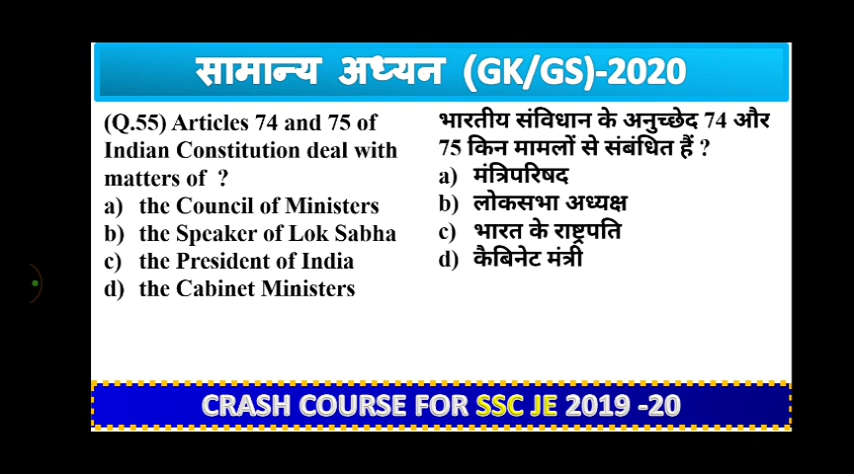 सामान्य अध्यन (GK/GS)-2020
(Q.55) Articles 74 and 75 of
Indian Constitution deal with
matters of ?
a) the Council of Ministers
b) the Speaker of Lok Sabha
c) the President of India
d) the Cabinet Ministers
भारतीय संविधान के अनुच्छेद 74 और
75 किन मामलों से संबंधित हैं ?
a) मंत्रिपरिषद
b) लोकसभा अध्यक्ष
c) भारत के राष्ट्रपति
d) कैबिनेट मंत्री
CRASH COURSE FOR SSC JE 2019 -20